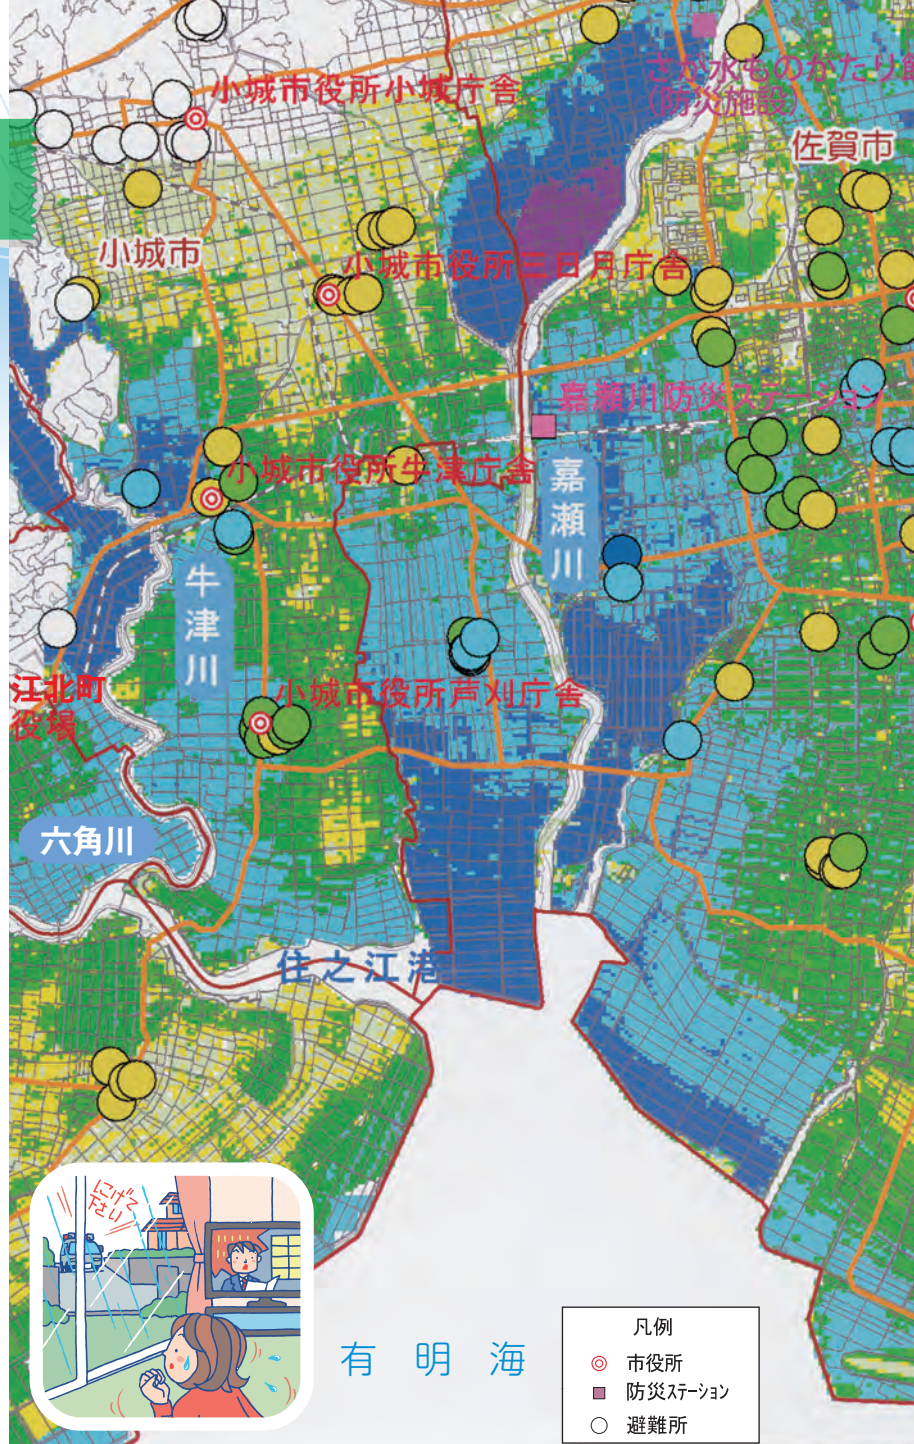 小城市役所小城庁舎
さが水ものがたり館
(防災施設)
佐賀市
小城市
小城市役所三日月庁舎
嘉瀬川防災ステーション
小城市役所牛津庁舎
嘉瀬川
牛津川
江北町
役場
小城市役所芦刈庁舎
六角川
住之江港
にげて
下さい
有明海
凡例
市役所
防災ステーション
避難所